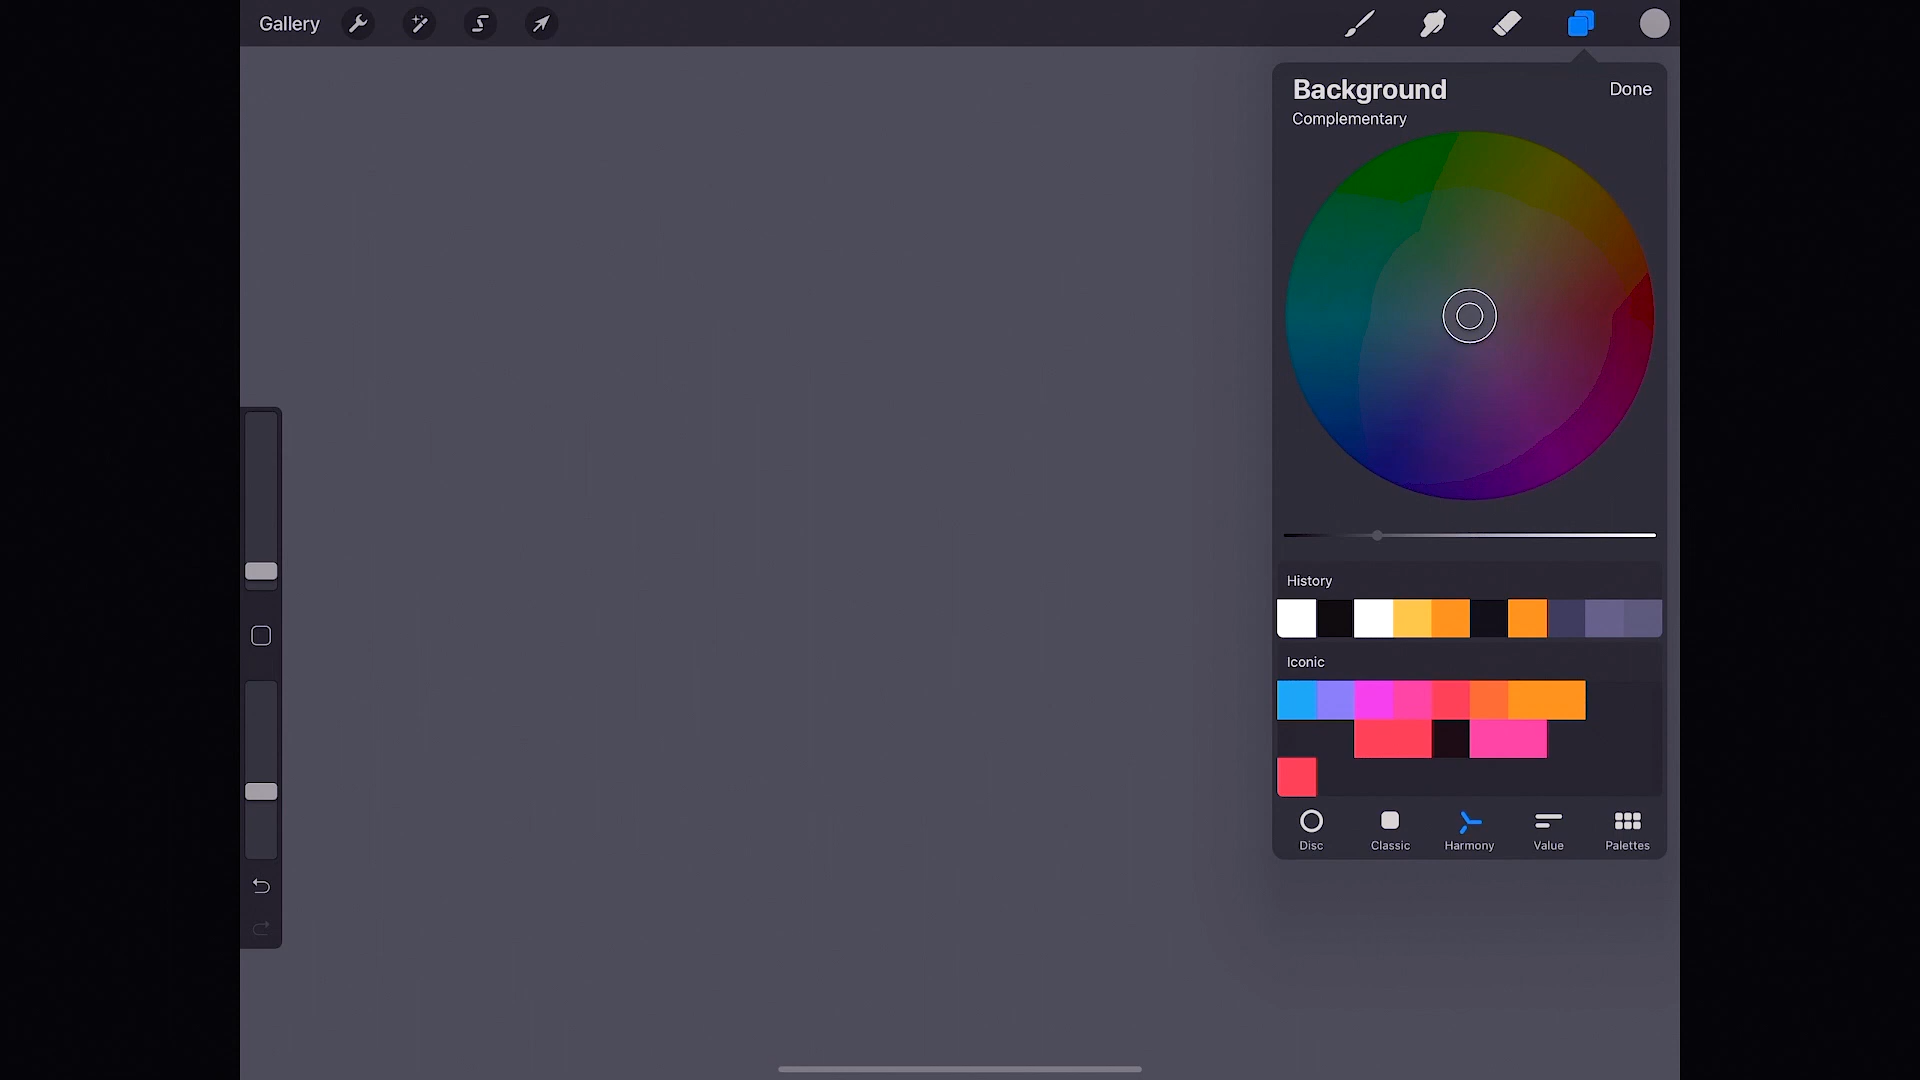 Gallery
Background
Done
Complementary
History
Iconic
Disc
Classic
Harmony
Value
Palettes